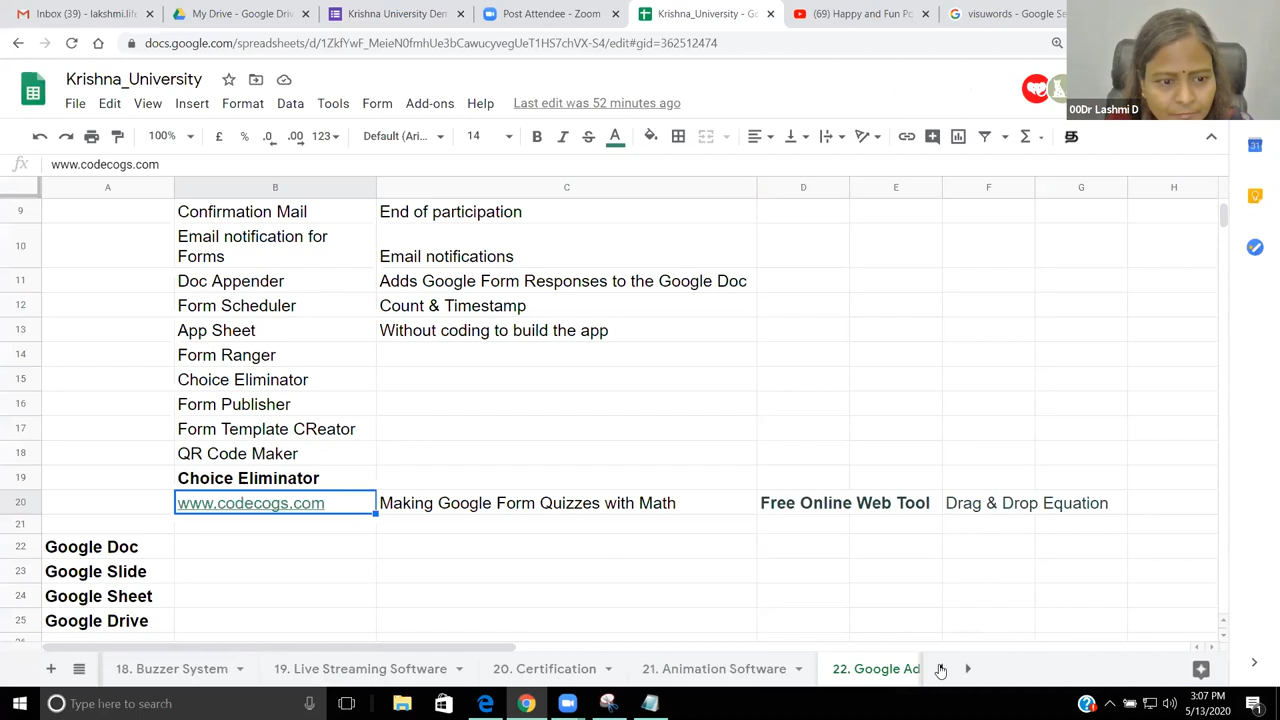 Inbox (39) - lakshmi.life
My Drive - Google Driv
Krishna University Dem
Post Attendee - Zoom
Krishna_University - Go
(69) Happy and Fun Po
visuwords - Google Se
docs.google.com/spreadsheets/d/1ZkfYwF_MeieN0fmhUe3bCawucyvegUeT1HS7chVX-S4/edit#gid=362512474
Krishna_University
File Edit View Insert Format Data Tools Form Add-ons Help Last edit was 52 minutes ago
00Dr Lashmi D
100% £ % .0 .00 123 Default (Ari... 14 B I S A
fx www.codecogs.com
A B C D E F G H
9 Confirmation Mail End of participation
Email notification for
10 Forms Email notifications
11 Doc Appender Adds Google Form Responses to the Google Doc
12 Form Scheduler Count & Timestamp
13 App Sheet Without coding to build the app
14 Form Ranger
15 Choice Eliminator
16 Form Publisher
17 Form Template CReator
18 QR Code Maker
19 Choice Eliminator
20 www.codecogs.com Making Google Form Quizzes with Math Free Online Web Tool Drag & Drop Equation
21
22 Google Doc
23 Google Slide
24 Google Sheet
25 Google Drive
18. Buzzer System 19. Live Streaming Software 20. Certification 21. Animation Software 22. Google Ad
Type here to search
3:07 PM
5/13/2020